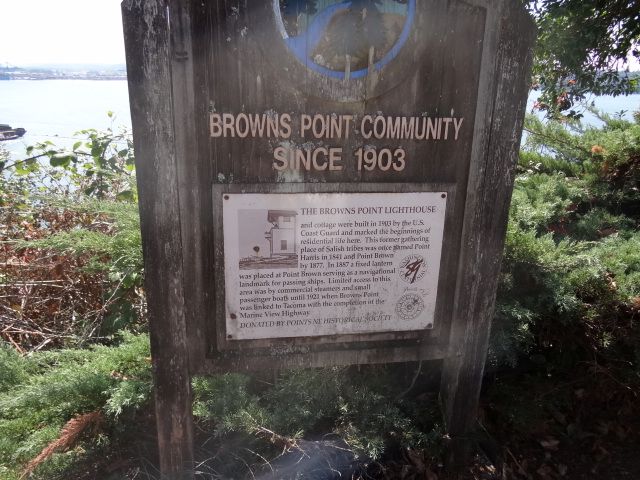 BROWNS POINT COMMUNITY
SINCE 1903
THE BROWNS POINT LIGHTHOUSE
and cottage were built in 1903 by the U.S.
Coast Guard and marked the beginnings of
residential life here. This former gathering
place of Salish tribes was once named Point
Harris in 1841 and Point Brown
by 1877. In 1887 a fixed lantern
was placed at Point Brown serving as a navigational
landmark for passing ships. Limited access to this
area was by commercial steamers and small
passenger boats until 1921 when Browns Point
was linked to Tacoma with the completion of the
Marine View Highway.
DONATED BY POINTS NE HISTORICAL SOCIETY